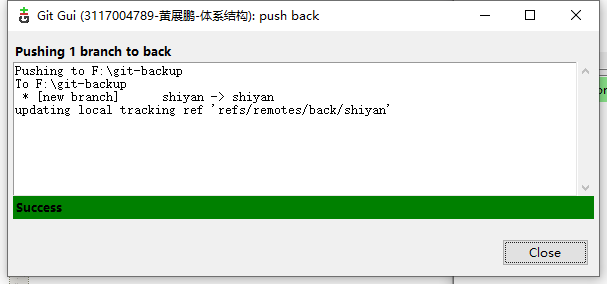 Git Gui (3117004789-黄展鹏-体系结构): push back
Pushing 1 branch to back
Pushing to F:\git-backup
To F:\git-backup
* [new branch]      shiyan -> shiyan
updating local tracking ref 'refs/remotes/back/shiyan'
Success
Close